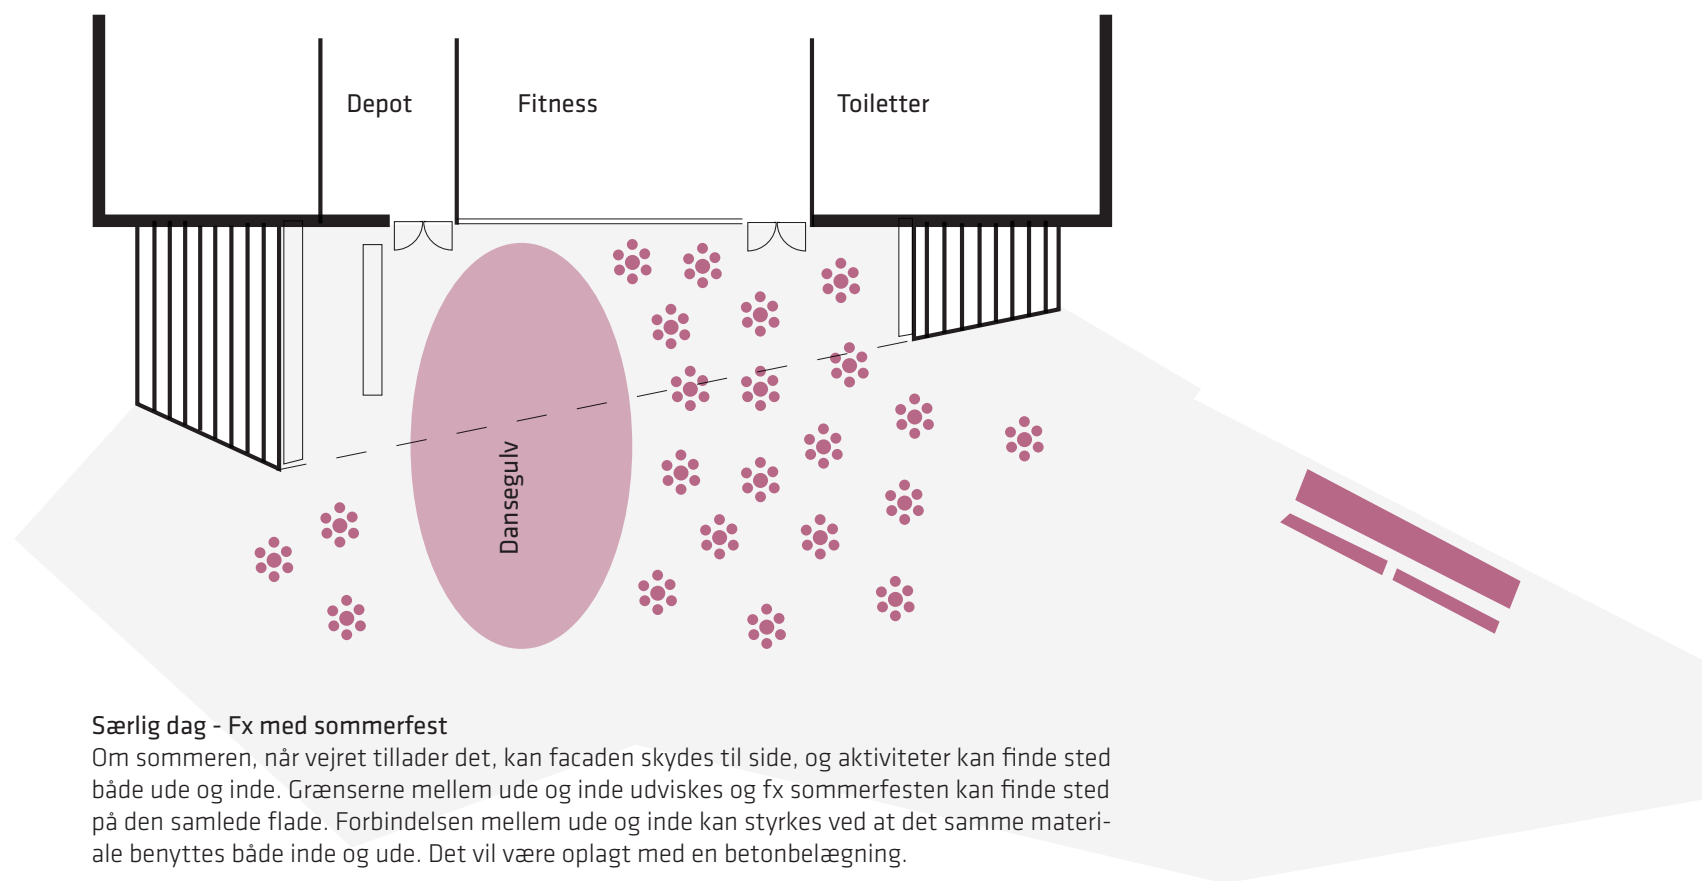 Depot
Fitness
Toiletter
Dansegulv
Særlig dag - Fx med sommerfest
Om sommeren, når vejret tillader det, kan facaden skydes til side, og aktiviteter kan finde sted
både ude og inde. Grænserne mellem ude og inde udviskes og fx sommerfesten kan finde sted
på den samlede flade. Forbindelsen mellem ude og inde kan styrkes ved at det samme materi-
ale benyttes både inde og ude. Det vil være oplagt med en betonbelægning.